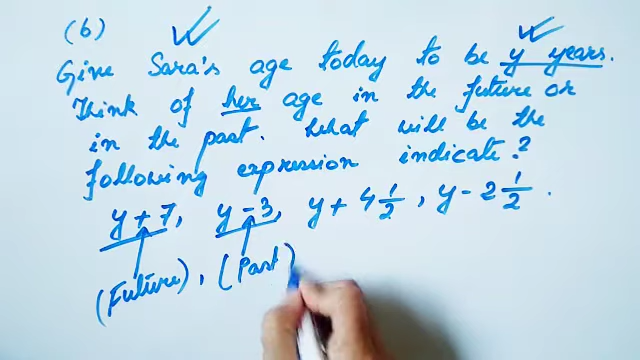 (6)
Give Sara's age today to be y years.
Think of her age in the future or
in the past. What will be the
following expression indicate?
y + 7, y - 3, y + 4 1/2, y - 2 1/2.
(Future), (Past)